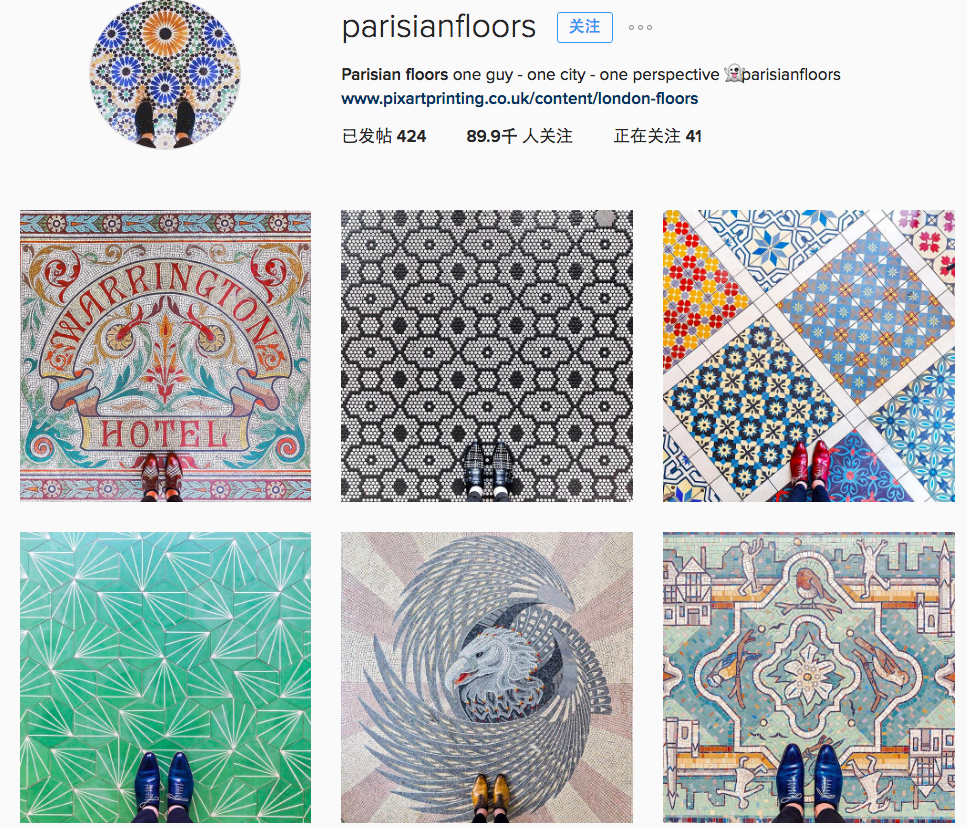 parisianfloors 关注
Parisian floors one guy - one city - one perspective 👻parisianfloors
www.pixartprinting.co.uk/content/london-floors
已发帖 424 89.9千 人关注 正在关注 41
WARRINGTON
HOTEL